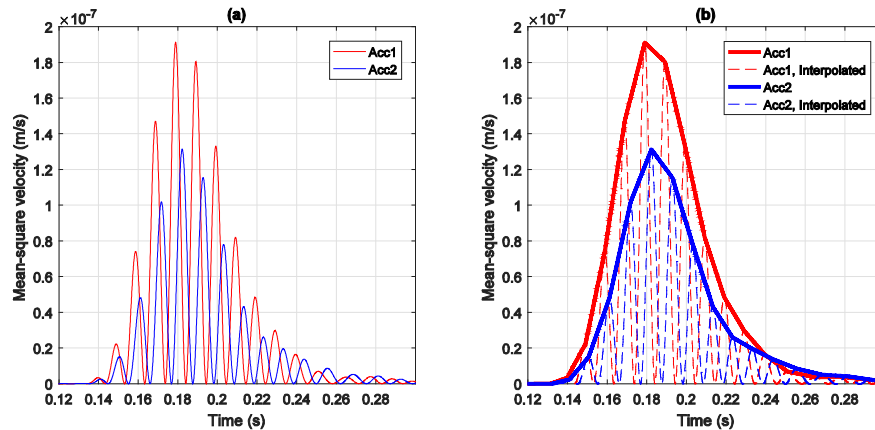 (a)
×10⁻⁷
2
1.8
1.6
1.4
1.2
1
0.8
0.6
0.4
0.2
0
Mean-square velocity (m/s)
0.12 0.14 0.16 0.18 0.2 0.22 0.24 0.26 0.28
Time (s)
Acc1
Acc2
(b)
×10⁻⁷
2
1.8
1.6
1.4
1.2
1
0.8
0.6
0.4
0.2
0
Mean-square velocity (m/s)
0.12 0.14 0.16 0.18 0.2 0.22 0.24 0.26 0.28
Time (s)
Acc1
Acc1, Interpolated
Acc2
Acc2, Interpolated